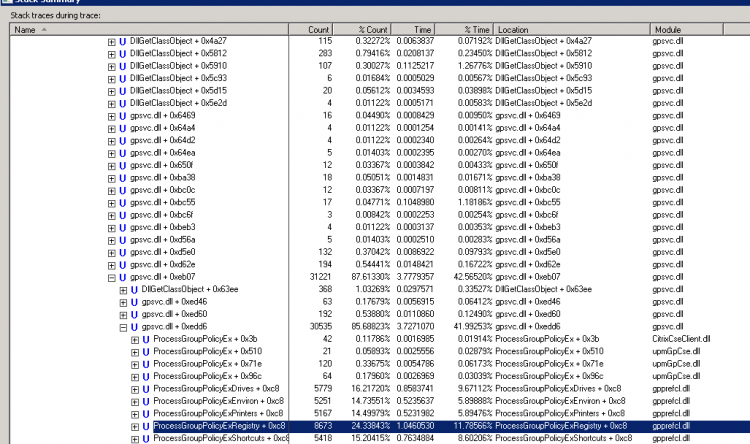 Stack Summary
Stack traces during trace:
Name Count % Count Time % Time Location Module
U DllGetClassObject + 0x4a27 115 0.32272% 0.0063837 0.07192% DllGetClassObject + 0x4a27 gpsvc.dll
U DllGetClassObject + 0x5812 283 0.79416% 0.0208137 0.23450% DllGetClassObject + 0x5812 gpsvc.dll
U DllGetClassObject + 0x5910 107 0.30027% 0.1125217 1.26776% DllGetClassObject + 0x5910 gpsvc.dll
U DllGetClassObject + 0x5c93 6 0.01684% 0.0005029 0.00567% DllGetClassObject + 0x5c93 gpsvc.dll
U DllGetClassObject + 0x5d15 20 0.05612% 0.0034593 0.03898% DllGetClassObject + 0x5d15 gpsvc.dll
U DllGetClassObject + 0x5e2d 4 0.01122% 0.0005171 0.00583% DllGetClassObject + 0x5e2d gpsvc.dll
U gpsvc.dll + 0x6469 16 0.04490% 0.0008429 0.00950% gpsvc.dll + 0x6469 gpsvc.dll
U gpsvc.dll + 0x64a4 4 0.01122% 0.0001254 0.00141% gpsvc.dll + 0x64a4 gpsvc.dll
U gpsvc.dll + 0x64d2 4 0.01122% 0.0002340 0.00264% gpsvc.dll + 0x64d2 gpsvc.dll
U gpsvc.dll + 0x64ea 5 0.01403% 0.0002395 0.00270% gpsvc.dll + 0x64ea gpsvc.dll
U gpsvc.dll + 0x650f 12 0.03367% 0.0003842 0.00433% gpsvc.dll + 0x650f gpsvc.dll
U gpsvc.dll + 0xba38 18 0.05051% 0.0014831 0.01671% gpsvc.dll + 0xba38 gpsvc.dll
U gpsvc.dll + 0xbc0c 12 0.03367% 0.0007197 0.00811% gpsvc.dll + 0xbc0c gpsvc.dll
U gpsvc.dll + 0xbc55 17 0.04771% 0.1048980 1.18186% gpsvc.dll + 0xbc55 gpsvc.dll
U gpsvc.dll + 0xbc6f 3 0.00842% 0.0002253 0.00254% gpsvc.dll + 0xbc6f gpsvc.dll
U gpsvc.dll + 0xbeb3 4 0.01122% 0.0003137 0.00353% gpsvc.dll + 0xbeb3 gpsvc.dll
U gpsvc.dll + 0xd56a 5 0.01403% 0.0002510 0.00283% gpsvc.dll + 0xd56a gpsvc.dll
U gpsvc.dll + 0xd5e0 132 0.37042% 0.0086922 0.09793% gpsvc.dll + 0xd5e0 gpsvc.dll
U gpsvc.dll + 0xd62e 194 0.54441% 0.0148421 0.16722% gpsvc.dll + 0xd62e gpsvc.dll
U gpsvc.dll + 0xeb07 31221 87.61330% 3.7779357 42.56520% gpsvc.dll + 0xeb07 gpsvc.dll
U DllGetClassObject + 0x63ee 368 1.03269% 0.0297571 0.33527% DllGetClassObject + 0x63ee gpsvc.dll
U gpsvc.dll + 0xed46 63 0.17679% 0.0056915 0.06412% gpsvc.dll + 0xed46 gpsvc.dll
U gpsvc.dll + 0xed60 192 0.53880% 0.0110860 0.12490% gpsvc.dll + 0xed60 gpsvc.dll
U gpsvc.dll + 0xedd6 30535 85.68823% 3.7271070 41.99253% gpsvc.dll + 0xedd6 gpsvc.dll
U ProcessGroupPolicyEx + 0x3b 42 0.11786% 0.0016985 0.01914% ProcessGroupPolicyEx + 0x3b CitrixCseClient.dll
U ProcessGroupPolicyEx + 0x510 21 0.05893% 0.0025556 0.02879% ProcessGroupPolicyEx + 0x510 upmGpCse.dll
U ProcessGroupPolicyEx + 0x71e 120 0.33675% 0.0054786 0.06173% ProcessGroupPolicyEx + 0x71e upmGpCse.dll
U ProcessGroupPolicyEx + 0x96c 64 0.17960% 0.0026969 0.03039% ProcessGroupPolicyEx + 0x96c upmGpCse.dll
U ProcessGroupPolicyExDrives + 0xc8 5779 16.21720% 0.8583741 9.67112% ProcessGroupPolicyExDrives + 0xc8 gpprefcl.dll
U ProcessGroupPolicyExEnviron + 0xc8 5251 14.73551% 0.5235637 5.89888% ProcessGroupPolicyExEnviron + 0xc8 gpprefcl.dll
U ProcessGroupPolicyExPrinters + 0xc8 5167 14.49979% 0.5231982 5.89476% ProcessGroupPolicyExPrinters + 0xc8 gpprefcl.dll
U ProcessGroupPolicyExRegistry + 0xc8 8673 24.33843% 1.0460530 11.78566% ProcessGroupPolicyExRegistry + 0xc8 gpprefcl.dll
U ProcessGroupPolicyExShortcuts + 0xc8 5418 15.20415% 0.7634884 8.60206% ProcessGroupPolicyExShortcuts + 0xc8 gpprefcl.dll